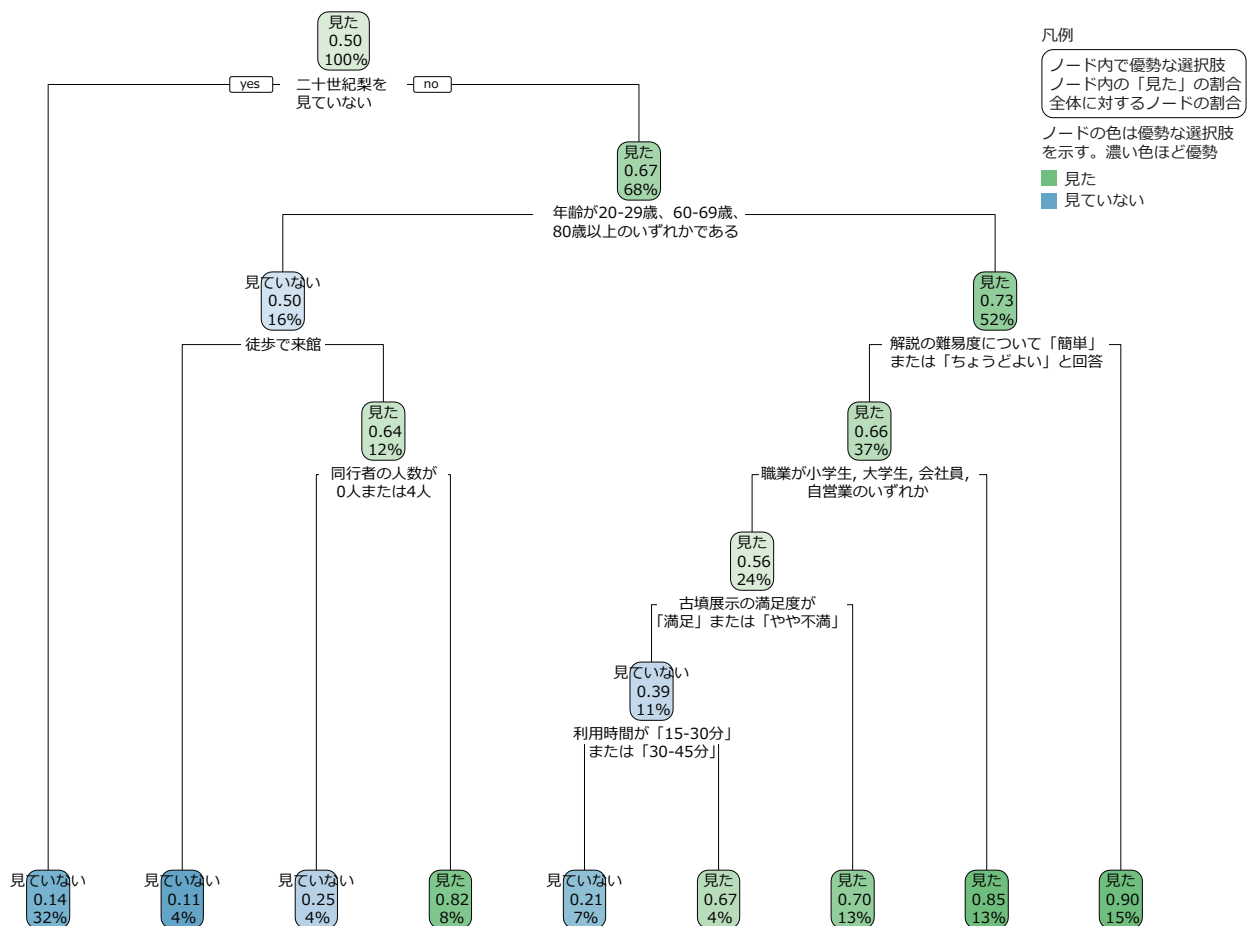 見た
0.50
100%
yes
二十世紀梨を
見ていない
no
凡例
ノード内で優勢な選択肢
ノード内の「見た」の割合
全体に対するノードの割合
ノードの色は優勢な選択肢
を示す。濃い色ほど優勢
見た
見ていない
見た
0.67
68%
年齢が20-29歳、60-69歳、
80歳以上のいずれかである
見ていない
0.50
16%
徒歩で来館
見た
0.73
52%
解説の難易度について「簡単」
または「ちょうどよい」と回答
見た
0.64
12%
同行者の人数が
0人または4人
見た
0.66
37%
職業が小学生, 大学生, 会社員,
自営業のいずれか
見た
0.56
24%
古墳展示の満足度が
「満足」または「やや不満」
見ていない
0.39
11%
利用時間が「15-30分」
または「30-45分」
見ていない
0.14
32%
見ていない
0.11
4%
見ていない
0.25
4%
見た
0.82
8%
見ていない
0.21
7%
見た
0.67
4%
見た
0.70
13%
見た
0.85
13%
見た
0.90
15%